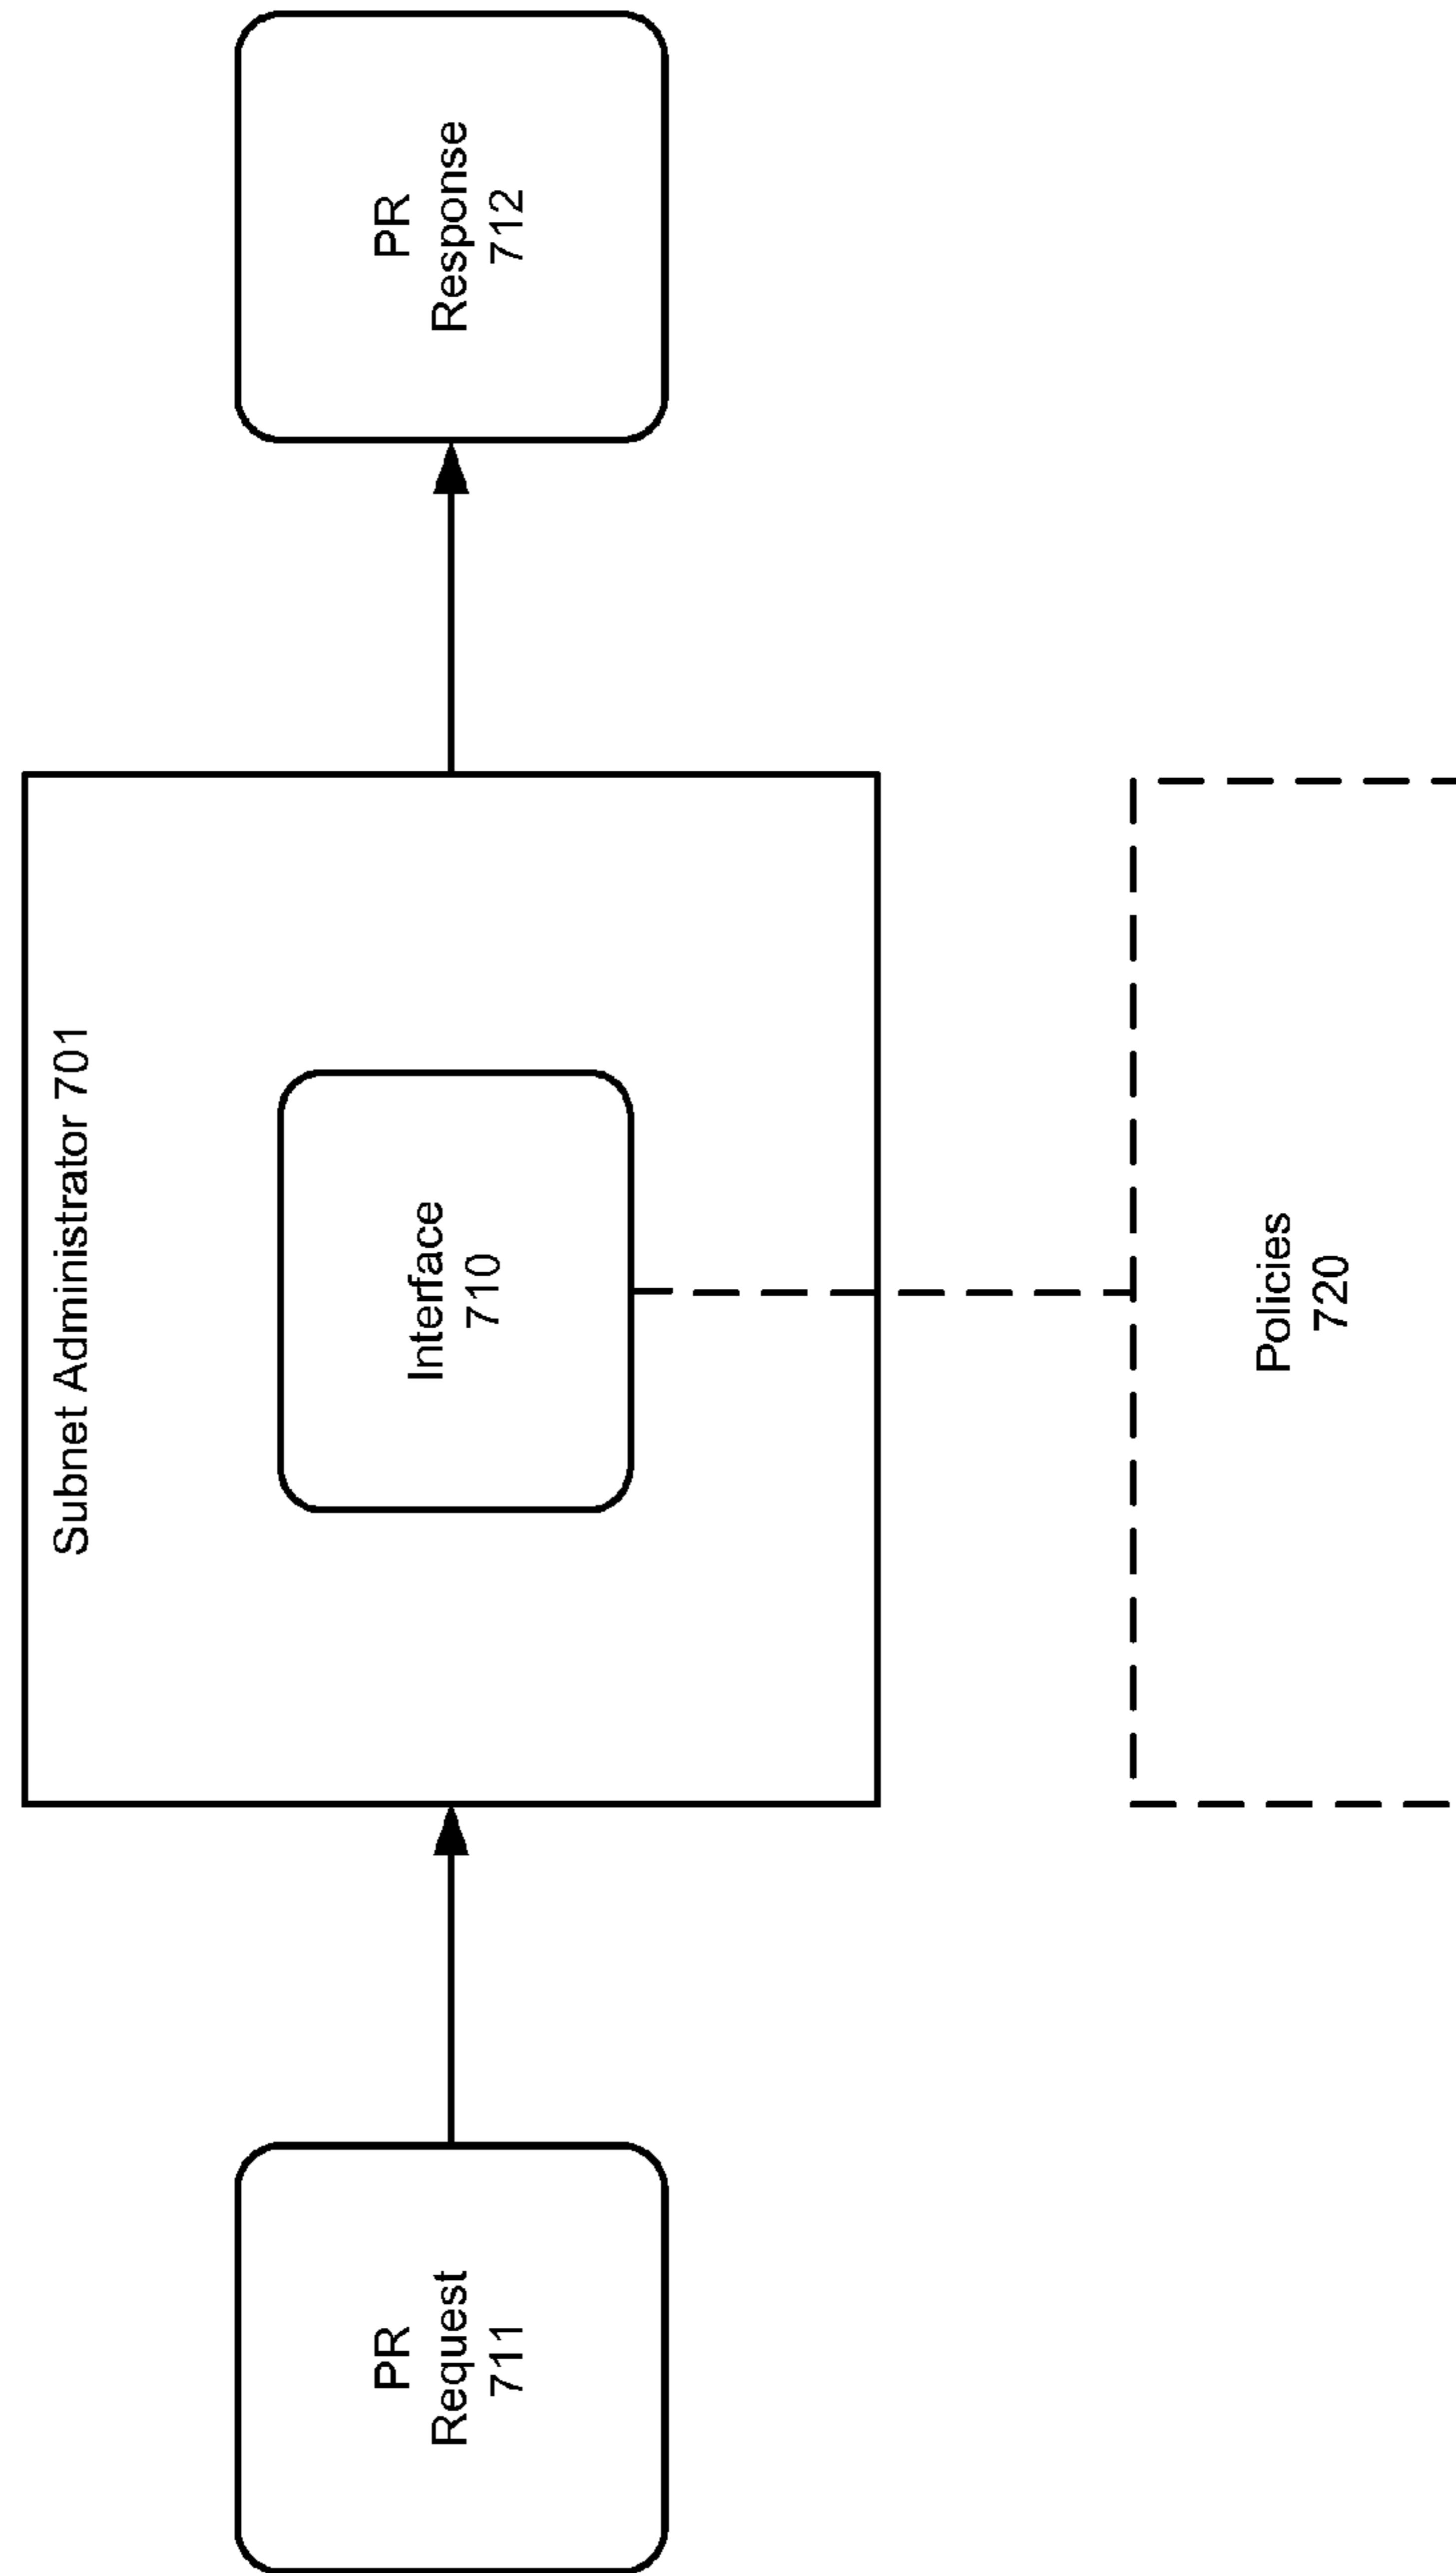 Subnet Administrator 701
PR
Request
711
Interface
710
PR
Response
712
Policies
720